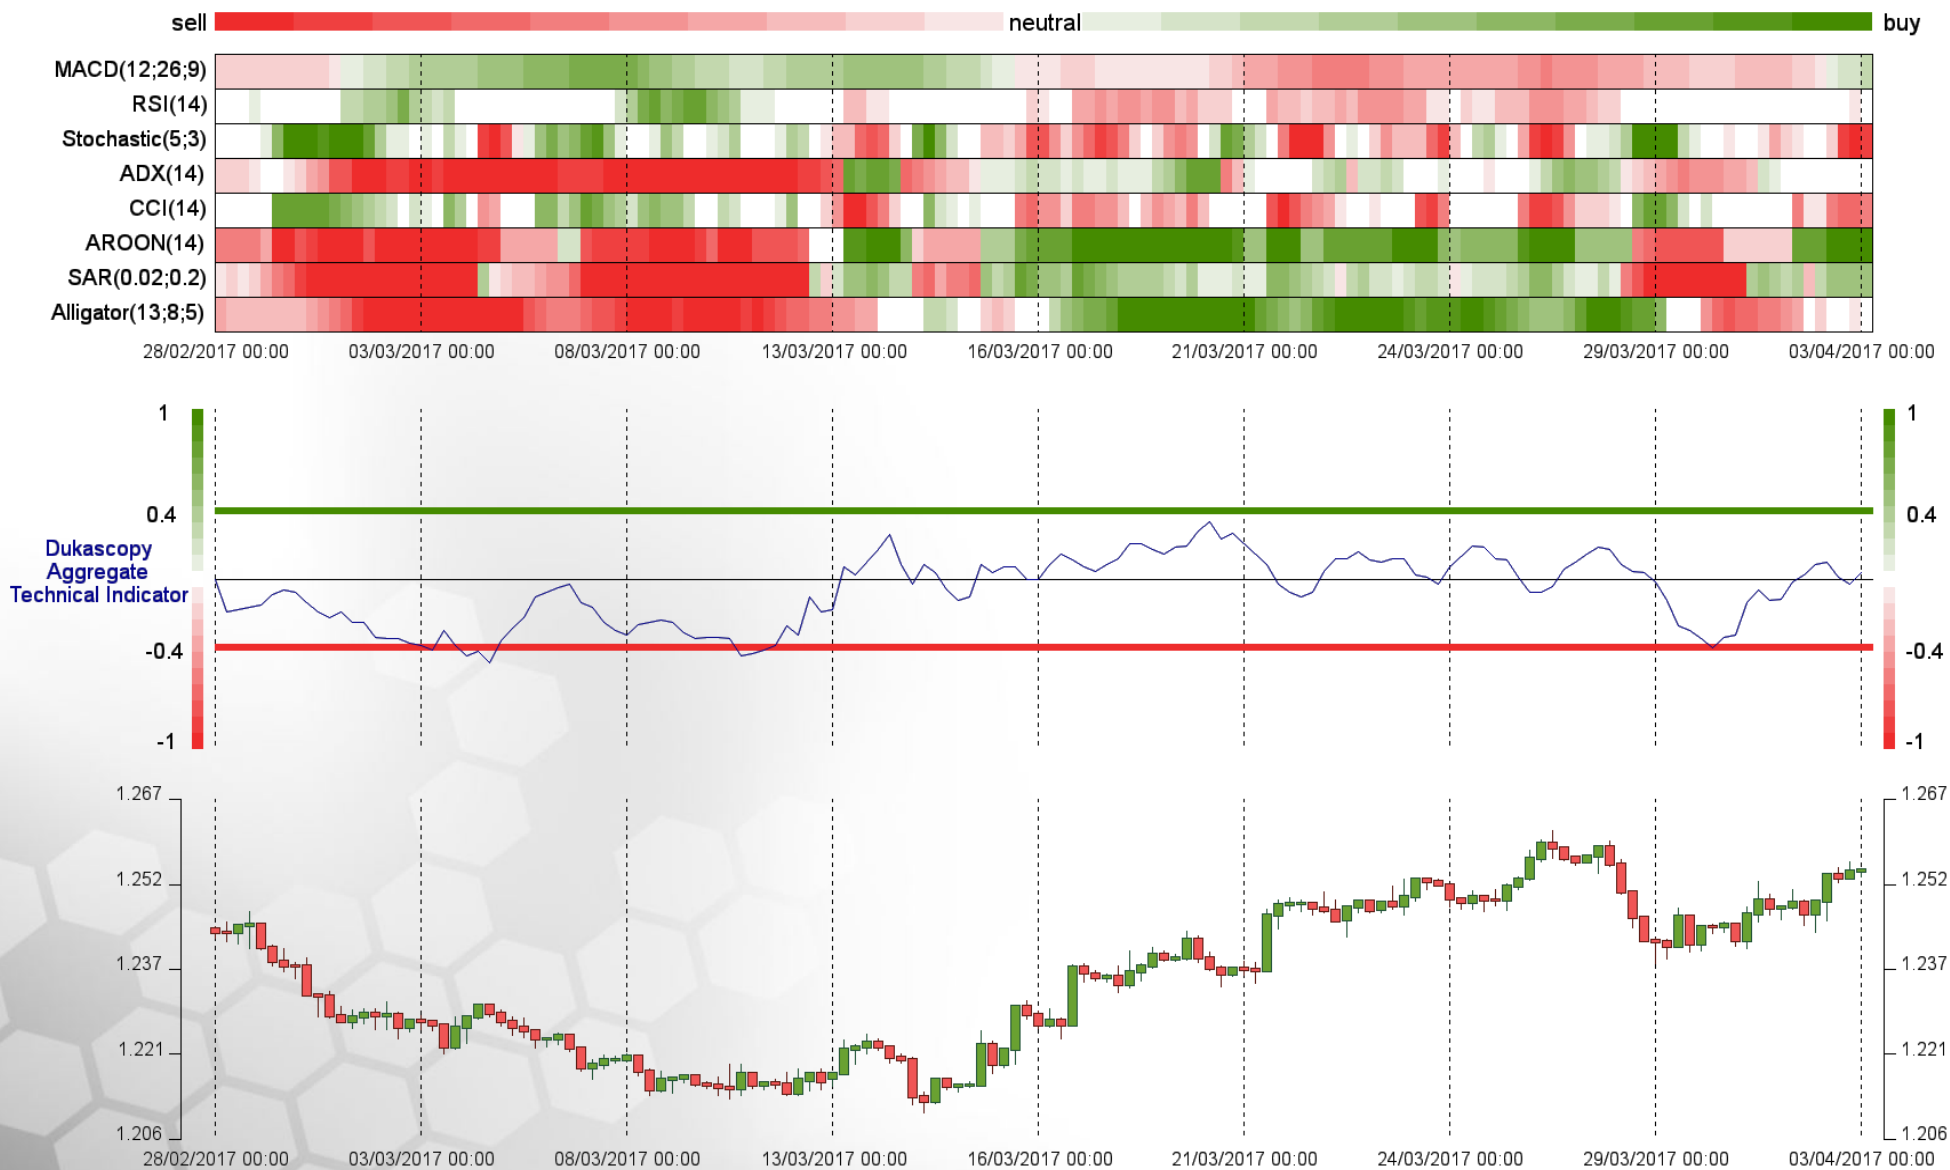 sell neutral buy
MACD(12;26;9)
RSI(14)
Stochastic(5;3)
ADX(14)
CCI(14)
AROON(14)
SAR(0.02;0.2)
Alligator(13;8;5)
28/02/2017 00:00 03/03/2017 00:00 08/03/2017 00:00 13/03/2017 00:00 16/03/2017 00:00 21/03/2017 00:00 24/03/2017 00:00 29/03/2017 00:00 03/04/2017 00:00
1 1
0.4 0.4
Dukascopy
Aggregate
Technical Indicator
-0.4 -0.4
-1 -1
1.267 1.267
1.252 1.252
1.237 1.237
1.221 1.221
1.206 1.206
28/02/2017 00:00 03/03/2017 00:00 08/03/2017 00:00 13/03/2017 00:00 16/03/2017 00:00 21/03/2017 00:00 24/03/2017 00:00 29/03/2017 00:00 03/04/2017 00:00